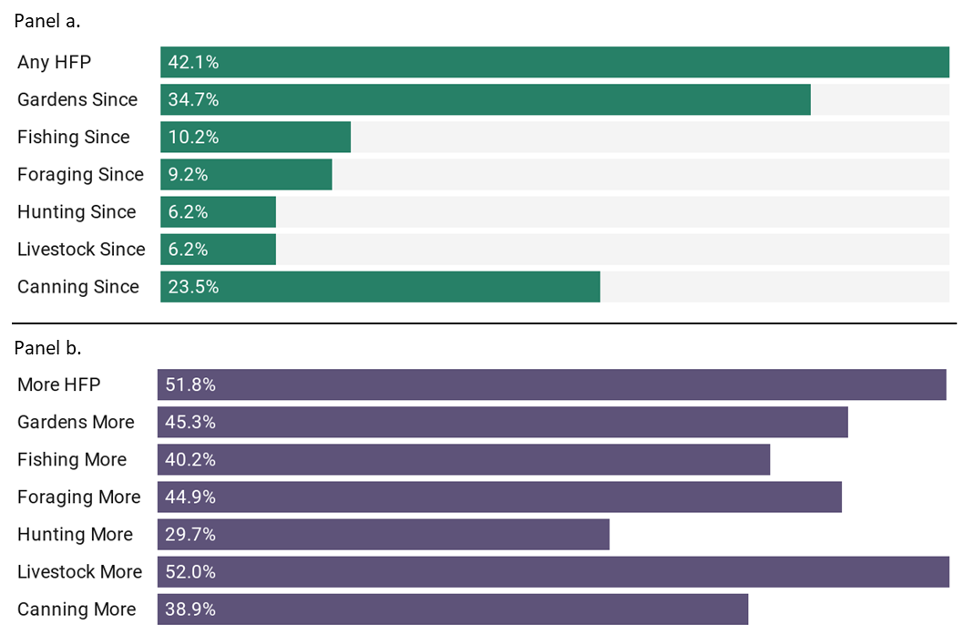 Panel a.
Any HFP 42.1%
Gardens Since 34.7%
Fishing Since 10.2%
Foraging Since 9.2%
Hunting Since 6.2%
Livestock Since 6.2%
Canning Since 23.5%
Panel b.
More HFP 51.8%
Gardens More 45.3%
Fishing More 40.2%
Foraging More 44.9%
Hunting More 29.7%
Livestock More 52.0%
Canning More 38.9%